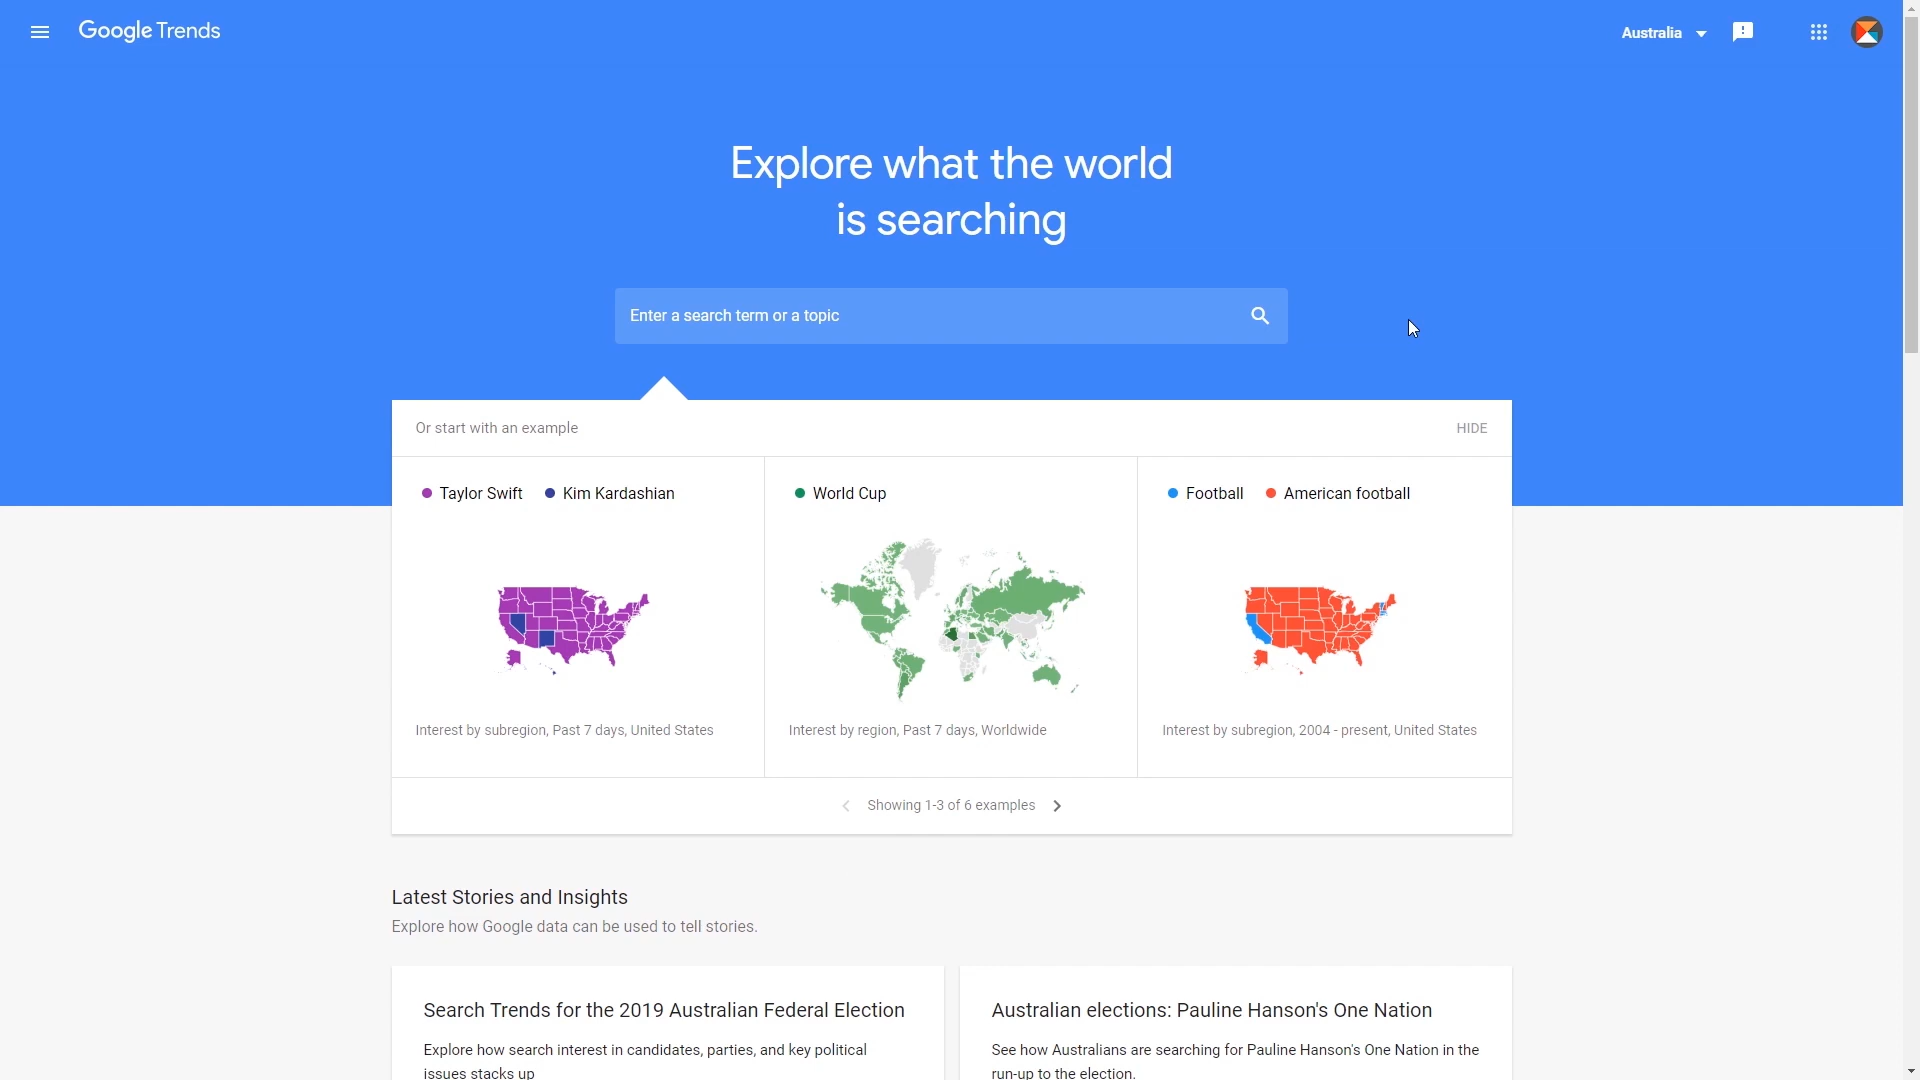 Google Trends
Australia
Explore what the world
is searching
Enter a search term or a topic
Or start with an example
HIDE
Taylor Swift Kim Kardashian
World Cup
Football American football
Interest by subregion, Past 7 days, United States
Interest by region, Past 7 days, Worldwide
Interest by subregion, 2004 - present, United States
Showing 1-3 of 6 examples
Latest Stories and Insights
Explore how Google data can be used to tell stories.
Search Trends for the 2019 Australian Federal Election
Explore how search interest in candidates, parties, and key political
issues stacks up
Australian elections: Pauline Hanson's One Nation
See how Australians are searching for Pauline Hanson's One Nation in the
run-up to the election.